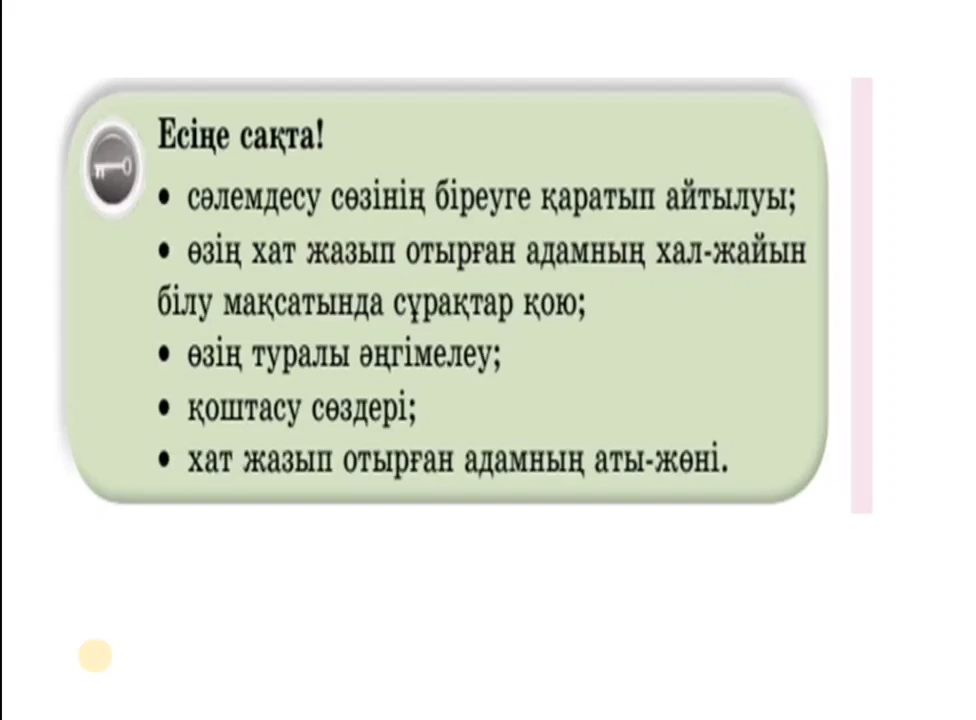 Есіңе сақта!
• сәлемдесу сөзінің біреуге қаратып айтылуы;
• өзің хат жазып отырған адамның хал-жайын
білу мақсатында сұрақтар қою;
• өзің туралы әңгімелеу;
• қоштасу сөздері;
• хат жазып отырған адамның аты-жөні.